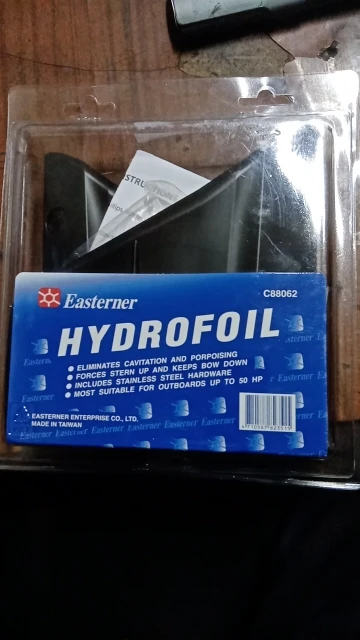 STRUCTIONS
Easterner
C88062
HYDROFOIL
● ELIMINATES CAVITATION AND PORPOISING
● FORCES STERN UP AND KEEPS BOW DOWN
● INCLUDES STAINLESS STEEL HARDWARE
● MOST SUITABLE FOR OUTBOARDS UP TO 50 HP
EASTERNER ENTERPRISE CO., LTD.
MADE IN TAIWAN